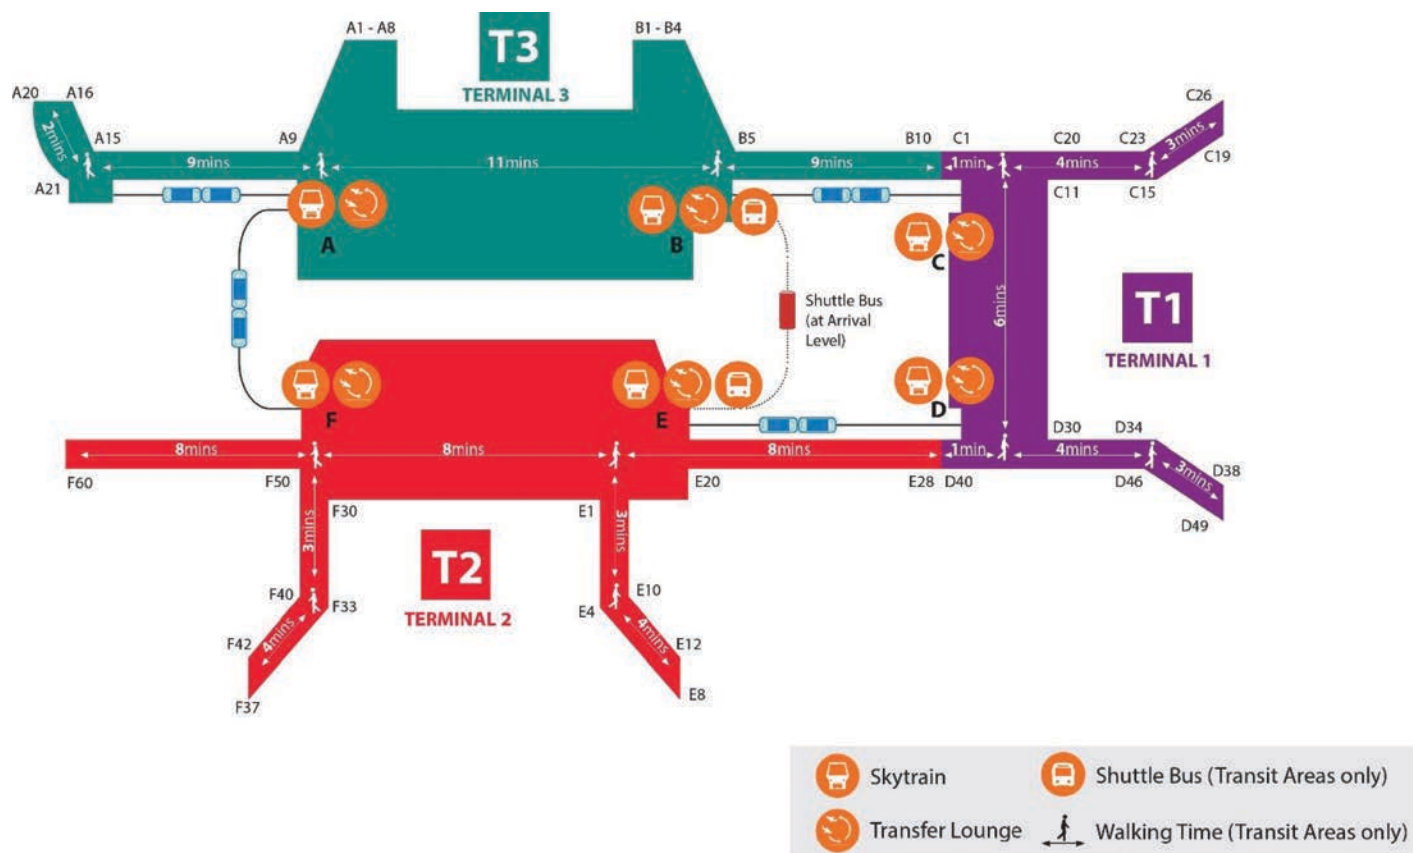 A1 - A8
B1 - B4
T3
TERMINAL 3
A20
A16
C26
A15
A9
B5
B10
C1
C20
C23
C19
2mins
9mins
11mins
9mins
1min
4mins
3mins
A21
C11
C15
A
B
C
Shuttle Bus
(at Arrival
Level)
6mins
T1
TERMINAL 1
F
E
D
D30
D34
D38
8mins
8mins
8mins
1min
4mins
3mins
F60
F50
E20
E28
D40
D46
D49
F30
E1
3mins
3mins
T2
TERMINAL 2
F40
F33
E4
E10
F42
4mins
4mins
E12
F37
E8
Skytrain
Shuttle Bus (Transit Areas only)
Transfer Lounge
Walking Time (Transit Areas only)